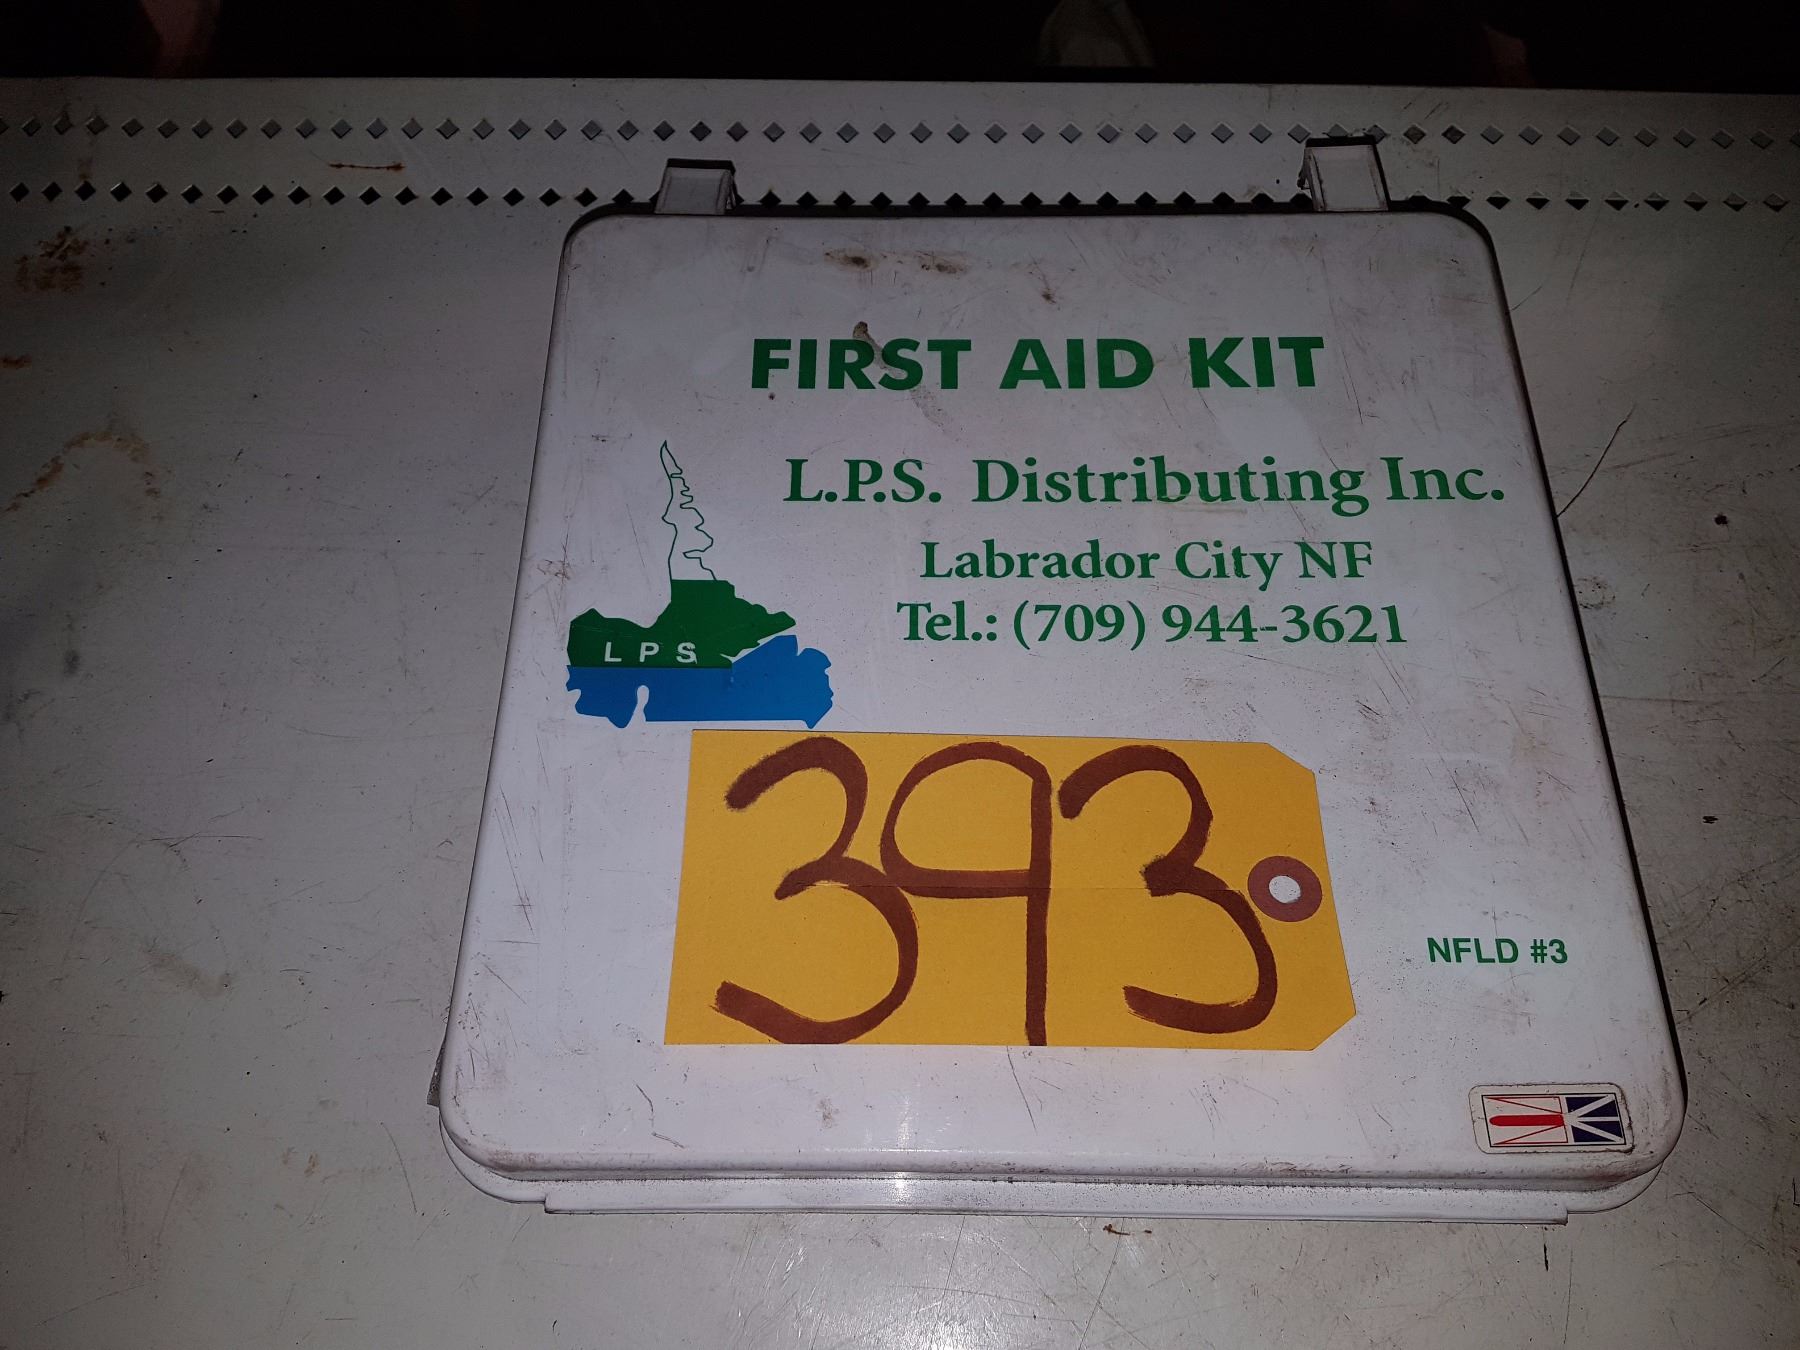 FIRST AID KIT
L.P.S. Distributing Inc.
Labrador City NF
Tel.: (709) 944-3621
LPS
393
NFLD #3